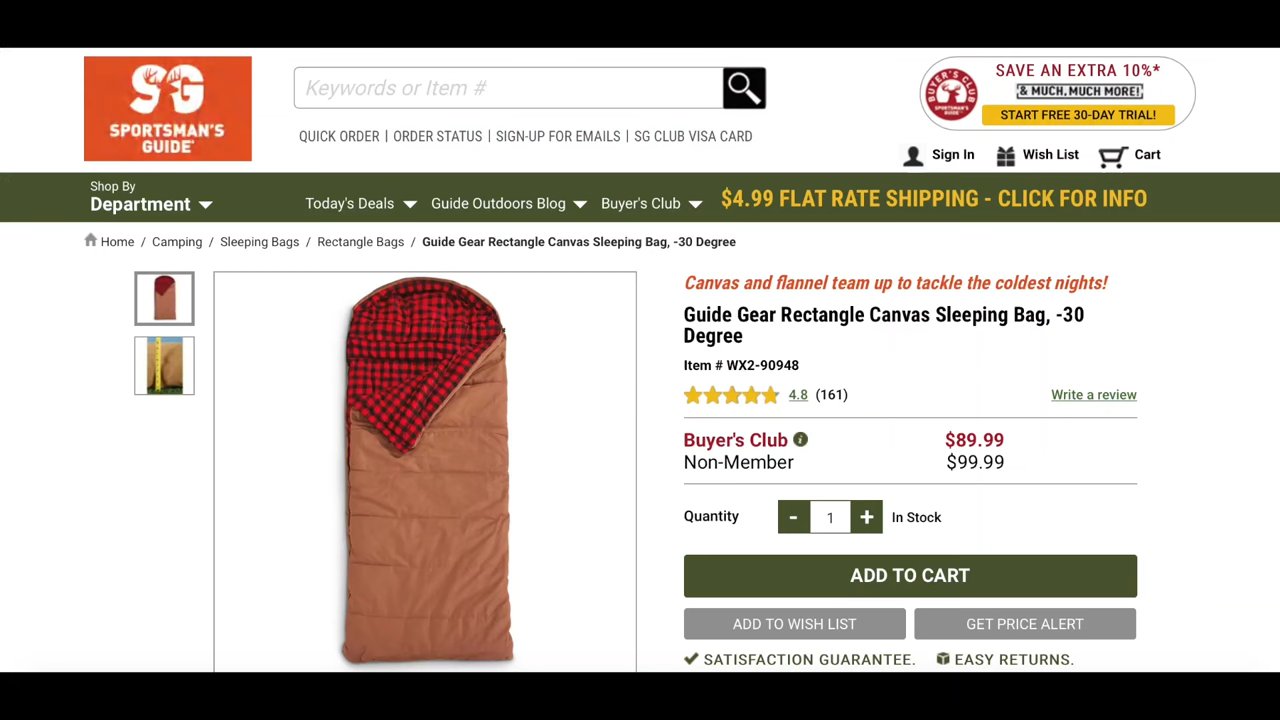 SG
SPORTSMAN'S
GUIDE
Keywords or Item #
QUICK ORDER | ORDER STATUS | SIGN-UP FOR EMAILS | SG CLUB VISA CARD
BUYER'S CLUB
SPORTSMAN'S GUIDE
SAVE AN EXTRA 10%*
& MUCH, MUCH MORE!
START FREE 30-DAY TRIAL!
Sign In Wish List Cart
Shop By
Department
Today's Deals Guide Outdoors Blog Buyer's Club $4.99 FLAT RATE SHIPPING - CLICK FOR INFO
Home / Camping / Sleeping Bags / Rectangle Bags / Guide Gear Rectangle Canvas Sleeping Bag, -30 Degree
Canvas and flannel team up to tackle the coldest nights!
Guide Gear Rectangle Canvas Sleeping Bag, -30
Degree
Item # WX2-90948
4.8 (161) Write a review
Buyer's Club i $89.99
Non-Member $99.99
Quantity - 1 + In Stock
ADD TO CART
ADD TO WISH LIST GET PRICE ALERT
SATISFACTION GUARANTEE. EASY RETURNS.